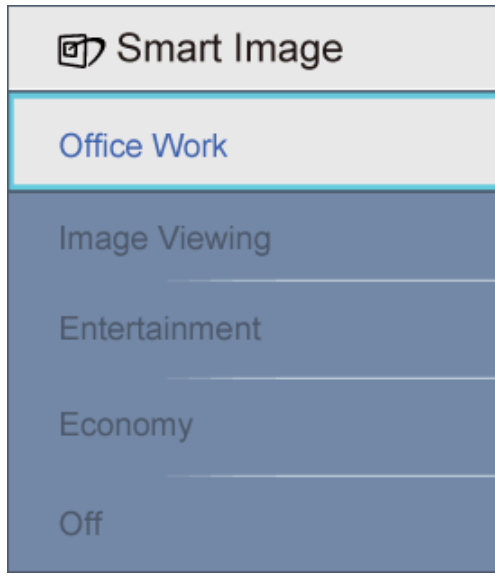 Smart Image
Office Work
Image Viewing
Entertainment
Economy
Off